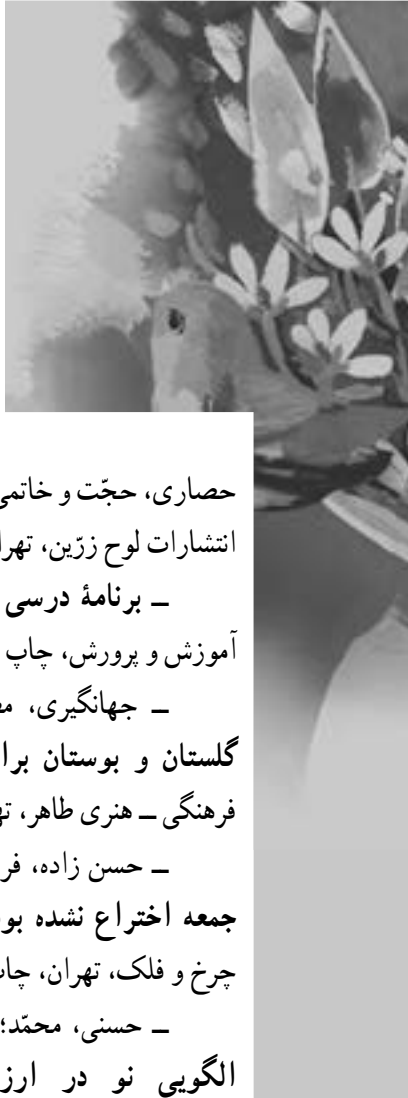 حصاری، حجّت و خاتمی
انتشارات لوح زرّین، تهرا
ــ برنامهٔ درسی
آموزش و پرورش، چاپ
ــ جهانگیری،
گلستان و بوستان برا
فرهنگی ــ هنری طاهر، ته
ــ حسن زاده، فر
جمعه اختراع نشده بو
چرخ و فلک، تهران، چا
ــ حسنی، محمّد؛
الگویی نو در ارز